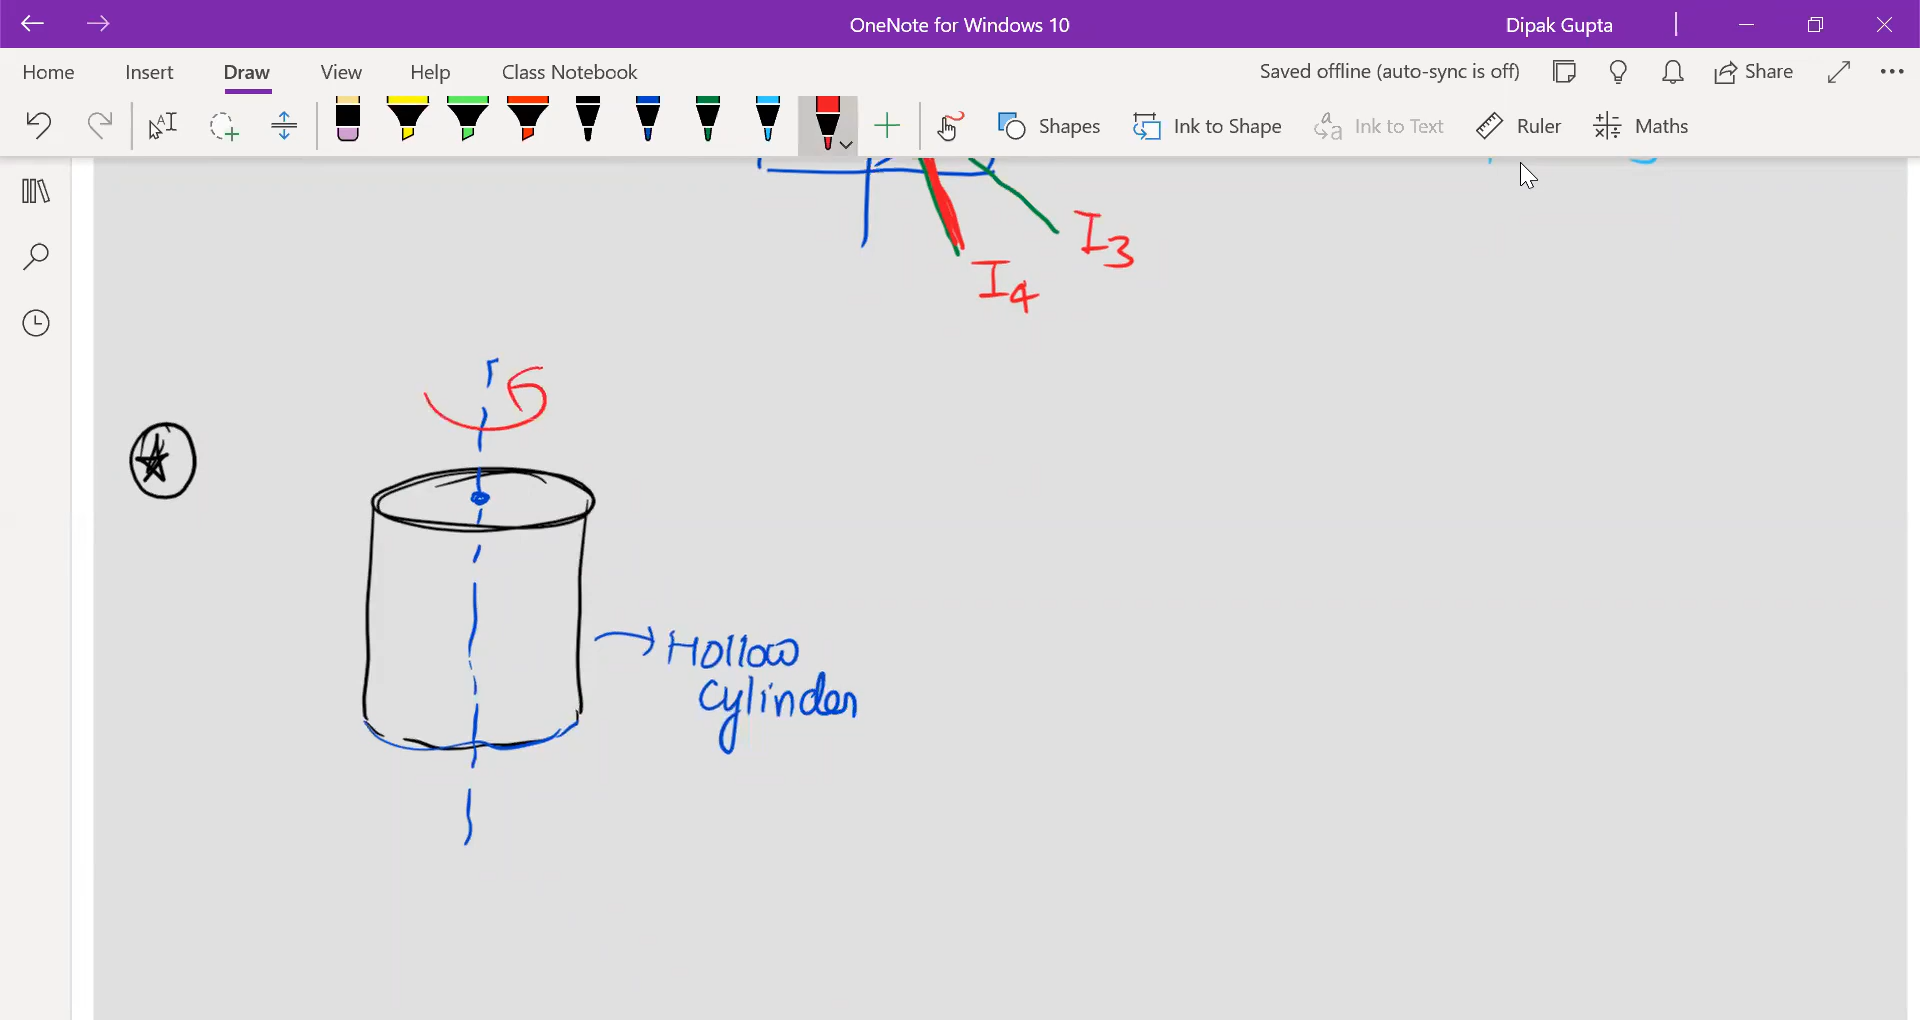 OneNote for Windows 10
Dipak Gupta
Home Insert Draw View Help Class Notebook
Saved offline (auto-sync is off) Share
Shapes Ink to Shape Ink to Text Ruler Maths
I3
I4
Hollow
Cylinder